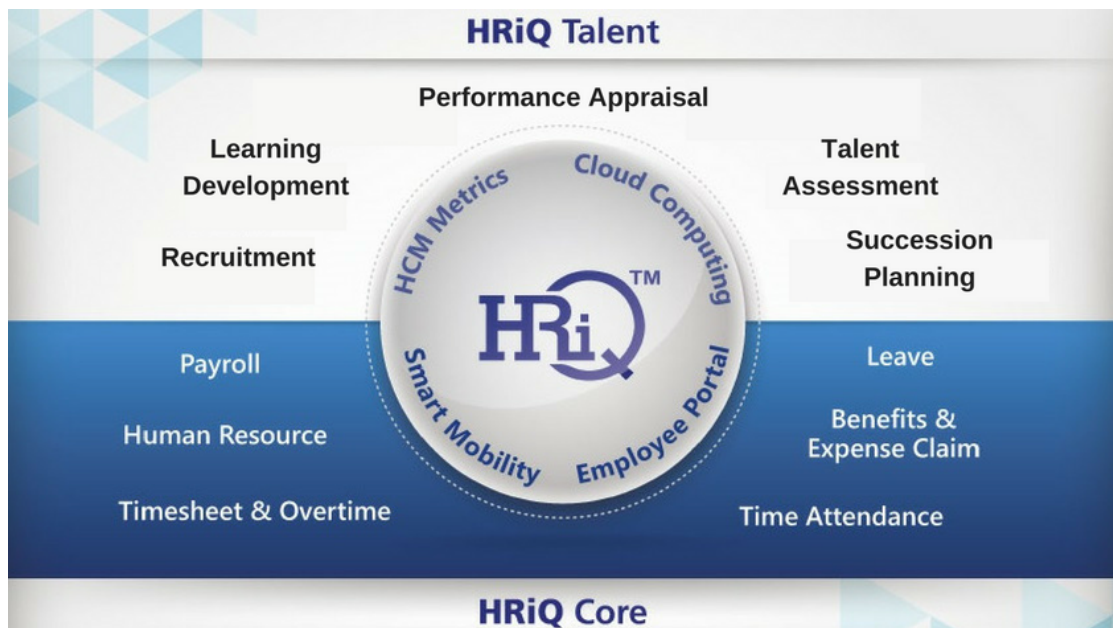 HRiQ Talent
Performance Appraisal
Learning
Development
Talent
Assessment
Recruitment
Succession
Planning
HCM Metrics
Cloud Computing
HRiQ™
Smart Mobility
Employee Portal
Payroll
Leave
Human Resource
Benefits &
Expense Claim
Timesheet & Overtime
Time Attendance
HRiQ Core